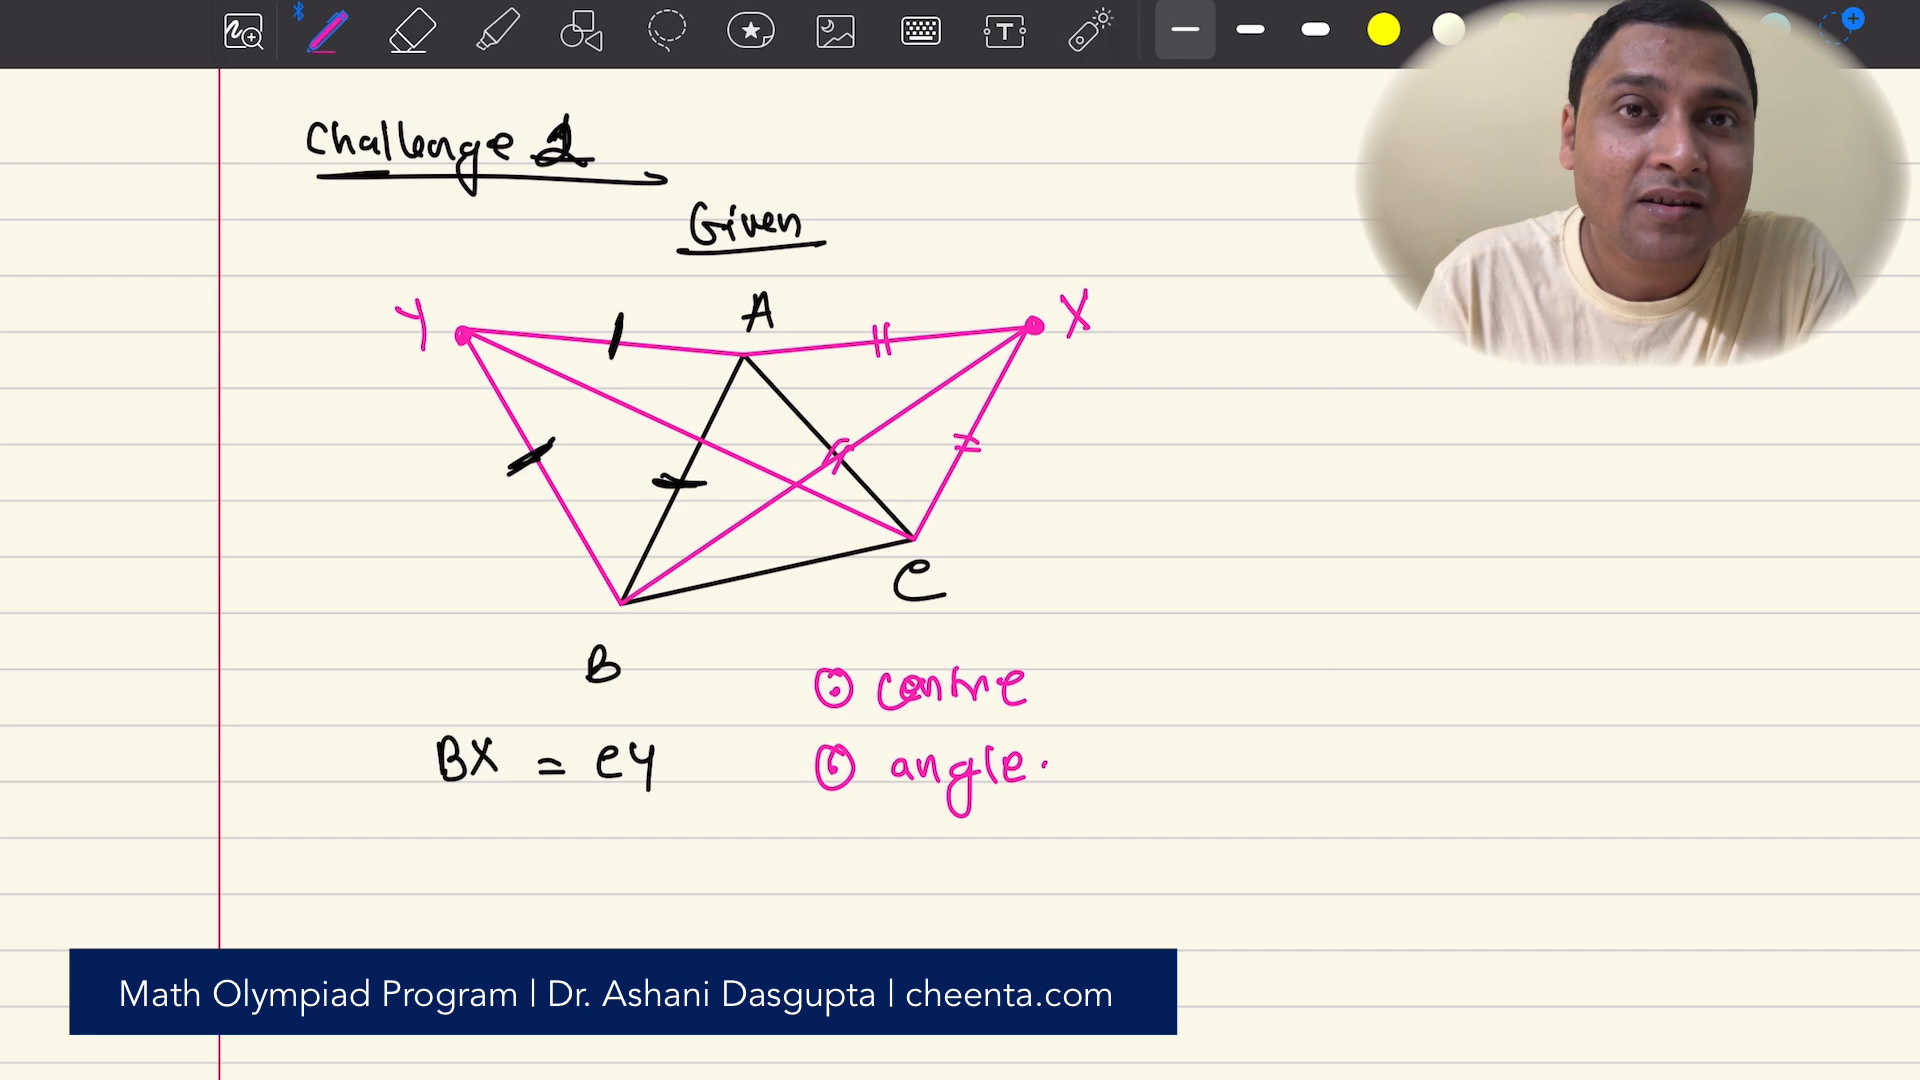 Challenge 2
Given
Y
A
X
C
B
BX = CY
centre
angle.
T
Math Olympiad Program | Dr. Ashani Dasgupta | cheenta.com